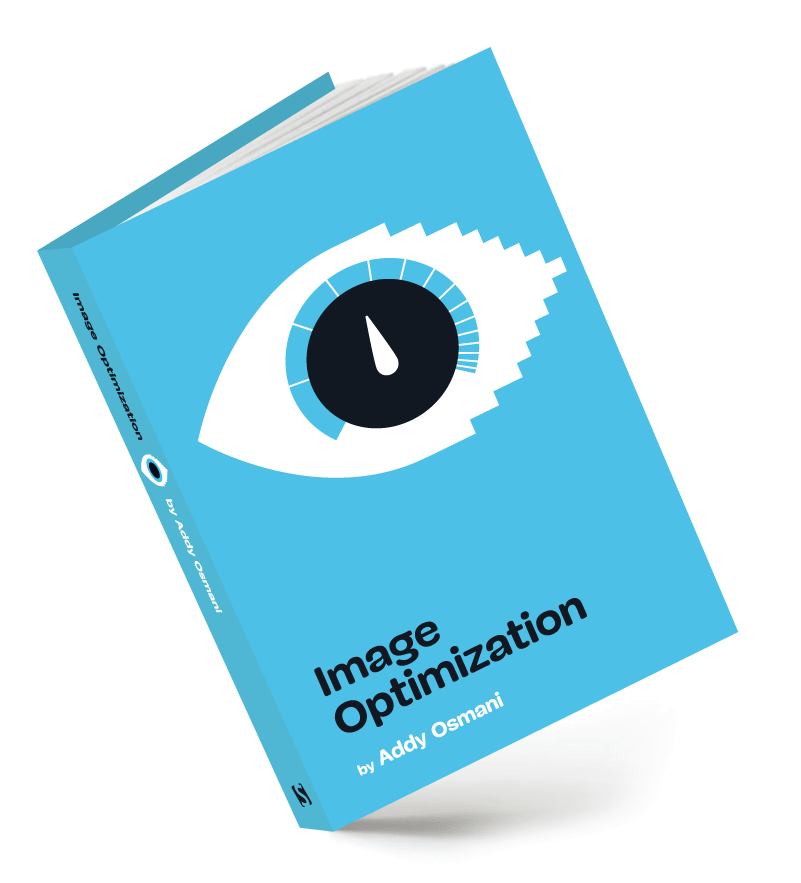 Image Optimization
by Addy Osmani
Image
Optimization
by Addy Osmani